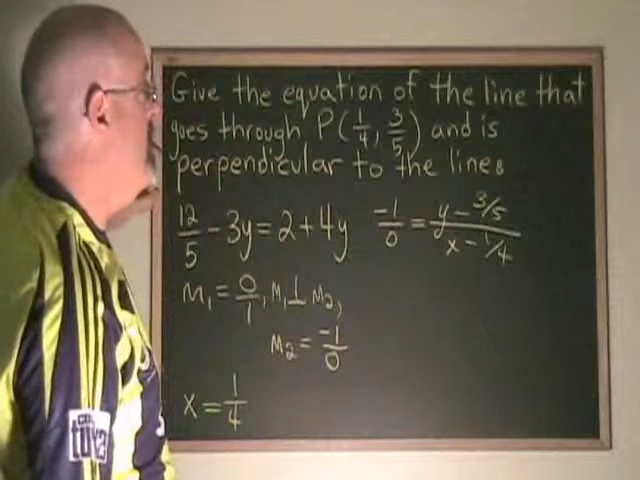 Give the equation of the line that
goes through P(1/4, 3/5) and is
perpendicular to the line:
12/5 - 3y = 2 + 4y
-1/0 = (y - 3/5)/(x - 1/4)
m₁ = 0/1, m₁ ⊥ m₂,
m₂ = -1/0
x = 1/4